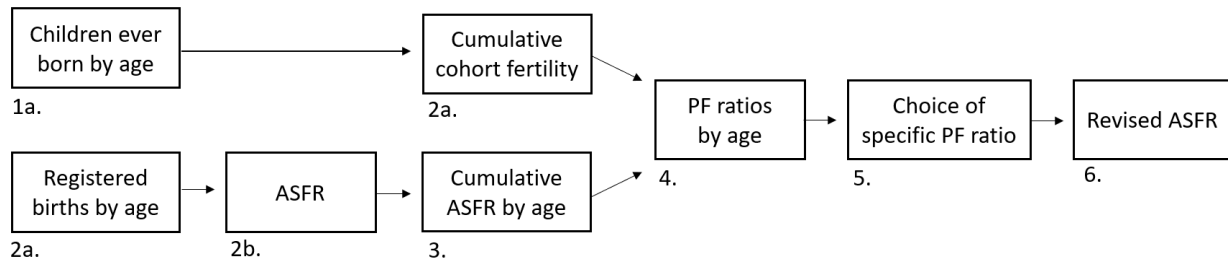 Children ever
born by age
1a.
Cumulative
cohort fertility
2a.
Registered
births by age
2a.
ASFR
2b.
Cumulative
ASFR by age
3.
PF ratios
by age
4.
Choice of
specific PF ratio
5.
Revised ASFR
6.